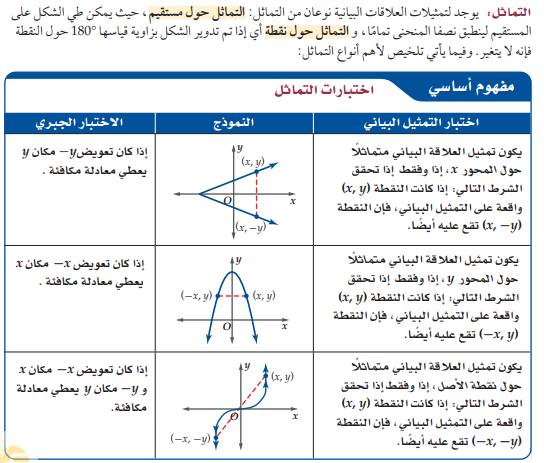 التماثل: يوجد لتمثيلات العلاقات البيانية نوعان من التماثل: التماثل حول مستقيم ، حيث يمكن طي الشكل على
المستقيم لينطبق نصفا المنحنى تمامًا، و التماثل حول نقطة أي إذا تم تدوير الشكل بزاوية قياسها 180° حول النقطة
فإنه لا يتغير. وفيما يأتي تلخيص لأهم أنواع التماثل:
مفهوم أساسي
اختبارات التماثل
اختبار التمثيل البياني
النموذج
الاختبار الجبري
يكون تمثيل العلاقة البياني متماثلًا
حول المحور x، إذا وفقط إذا تحقق
الشرط التالي: إذا كانت النقطة (x, y)
واقعة على التمثيل البياني، فإن النقطة
(x, −y) تقع عليه أيضًا.
y
(x, y)
O
x
(x, −y)
إذا كان تعويض −y مكان y
يعطي معادلة مكافئة .
يكون تمثيل العلاقة البياني متماثلًا
حول المحور y، إذا وفقط إذا تحقق
الشرط التالي: إذا كانت النقطة (x, y)
واقعة على التمثيل البياني، فإن النقطة
(−x, y) تقع عليه أيضًا.
y
(−x, y)
(x, y)
O
x
إذا كان تعويض −x مكان x
يعطي معادلة مكافئة .
يكون تمثيل العلاقة البياني متماثلًا
حول نقطة الأصل، إذا وفقط إذا تحقق
الشرط التالي: إذا كانت النقطة (x, y)
واقعة على التمثيل البياني، فإن النقطة
(−x, −y) تقع عليه أيضًا.
y
(x, y)
O
x
(−x, −y)
إذا كان تعويض −x مكان x
و −y مكان y يعطي معادلة
مكافئة.